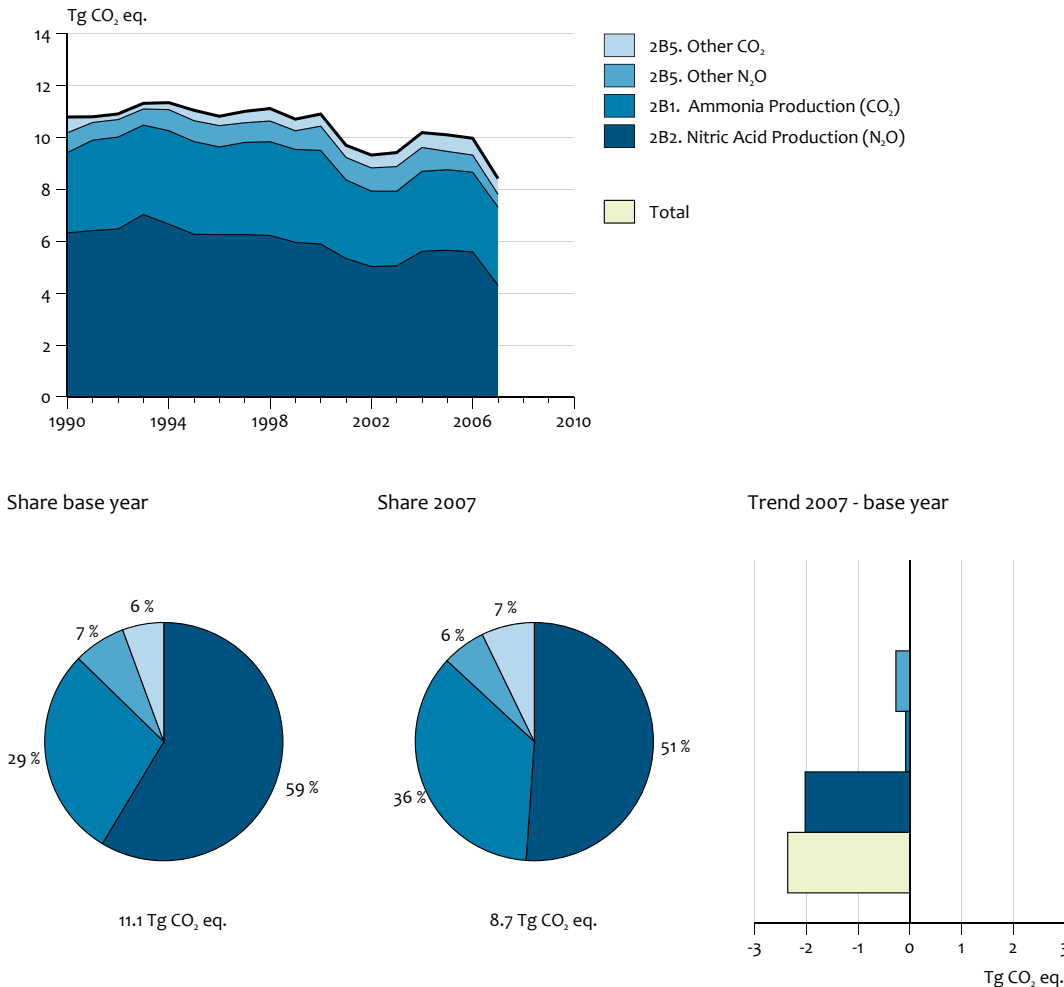 Tg CO₂ eq.
14
12
10
8
6
4
2
0
1990 1994 1998 2002 2006 2010
2B5. Other CO₂
2B5. Other N₂O
2B1. Ammonia Production (CO₂)
2B2. Nitric Acid Production (N₂O)
Total
Share base year
6 %
7 %
29 %
59 %
11.1 Tg CO₂ eq.
Share 2007
7 %
6 %
51 %
36 %
8.7 Tg CO₂ eq.
Trend 2007 - base year
-3 -2 -1 0 1 2
Tg CO₂ eq.